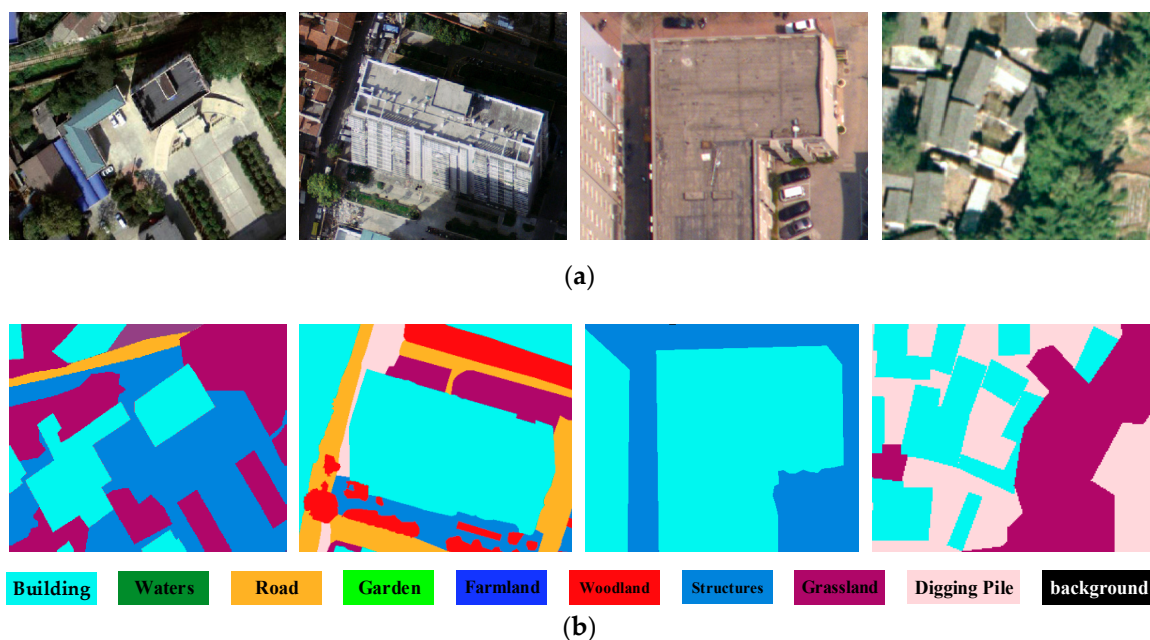 (a)
Building Waters Road Garden Farmland Woodland Structures Grassland Digging Pile background
(b)